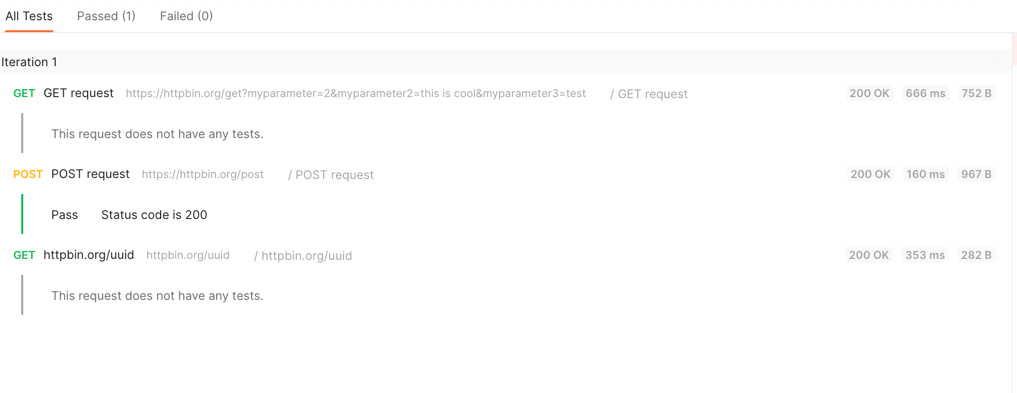 All Tests Passed (1) Failed (0)
Iteration 1
GET GET request https://httpbin.org/get?myparameter=2&myparameter2=this is cool&myparameter3=test / GET request 200 OK 666 ms 752 B
This request does not have any tests.
POST POST request https://httpbin.org/post / POST request 200 OK 160 ms 967 B
Pass Status code is 200
GET httpbin.org/uuid httpbin.org/uuid / httpbin.org/uuid 200 OK 353 ms 282 B
This request does not have any tests.